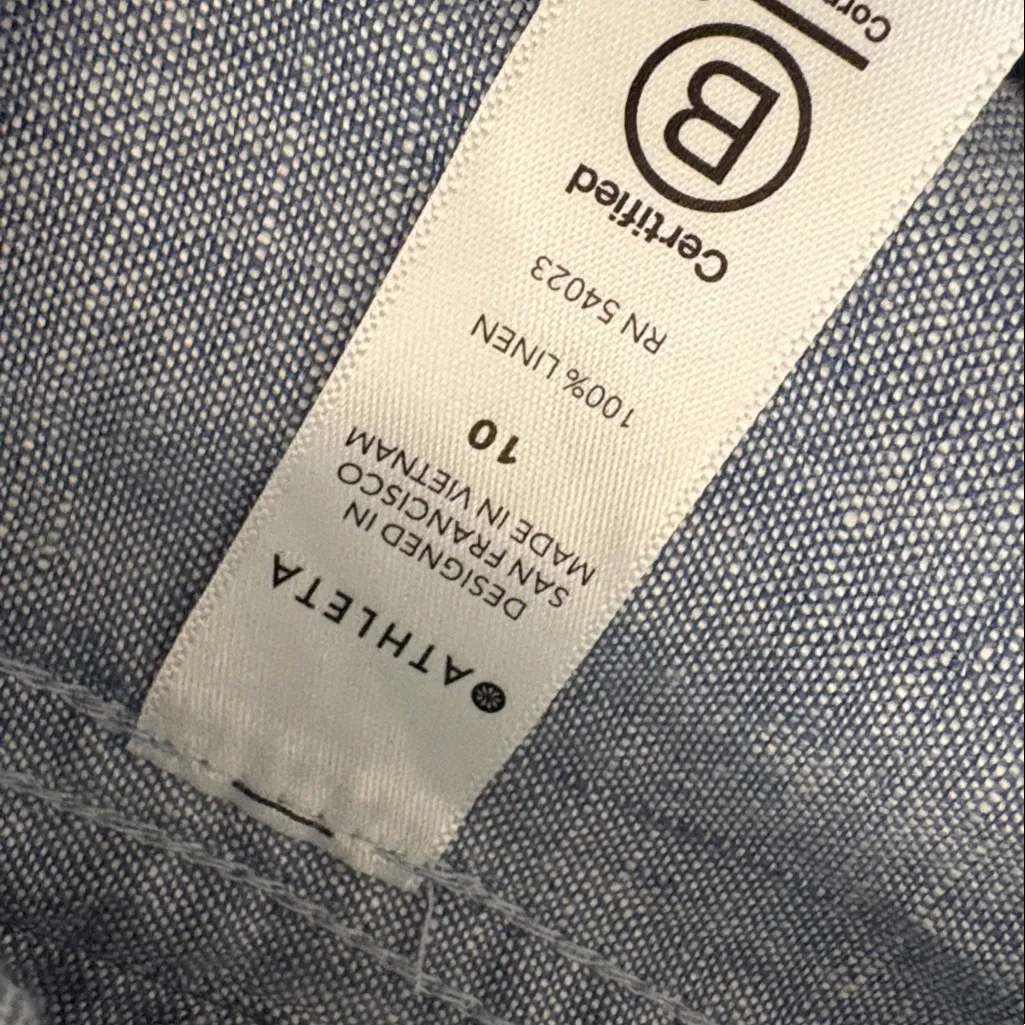 ATHLETA
DESIGNED IN
SAN FRANCISCO
MADE IN VIETNAM
10
100% LINEN
RN 54023
Certified
B